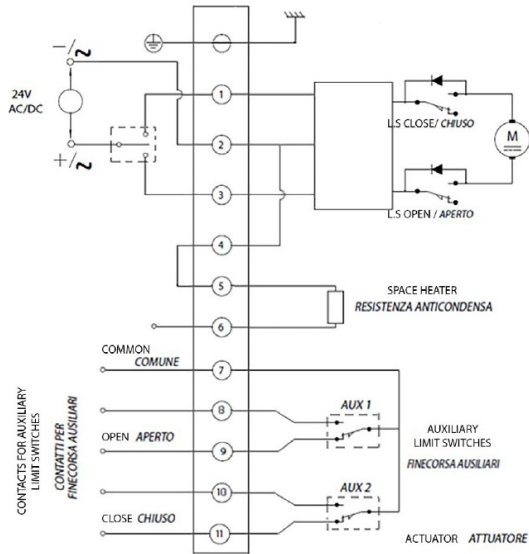 −/~
24V
AC/DC
+/~
1
2
3
4
5
6
7
8
9
10
11
L.S CLOSE/ CHIUSO
M
L.S OPEN / APERTO
SPACE HEATER
RESISTENZA ANTICONDENSA
COMMON
COMUNE
OPEN APERTO
CLOSE CHIUSO
CONTACTS FOR AUXILIARY
LIMIT SWITCHES
CONTATTI PER
FINECORSA AUSILIARI
AUX 1
AUX 2
AUXILIARY
LIMIT SWITCHES
FINECORSA AUSILIARI
ACTUATOR ATTUATORE